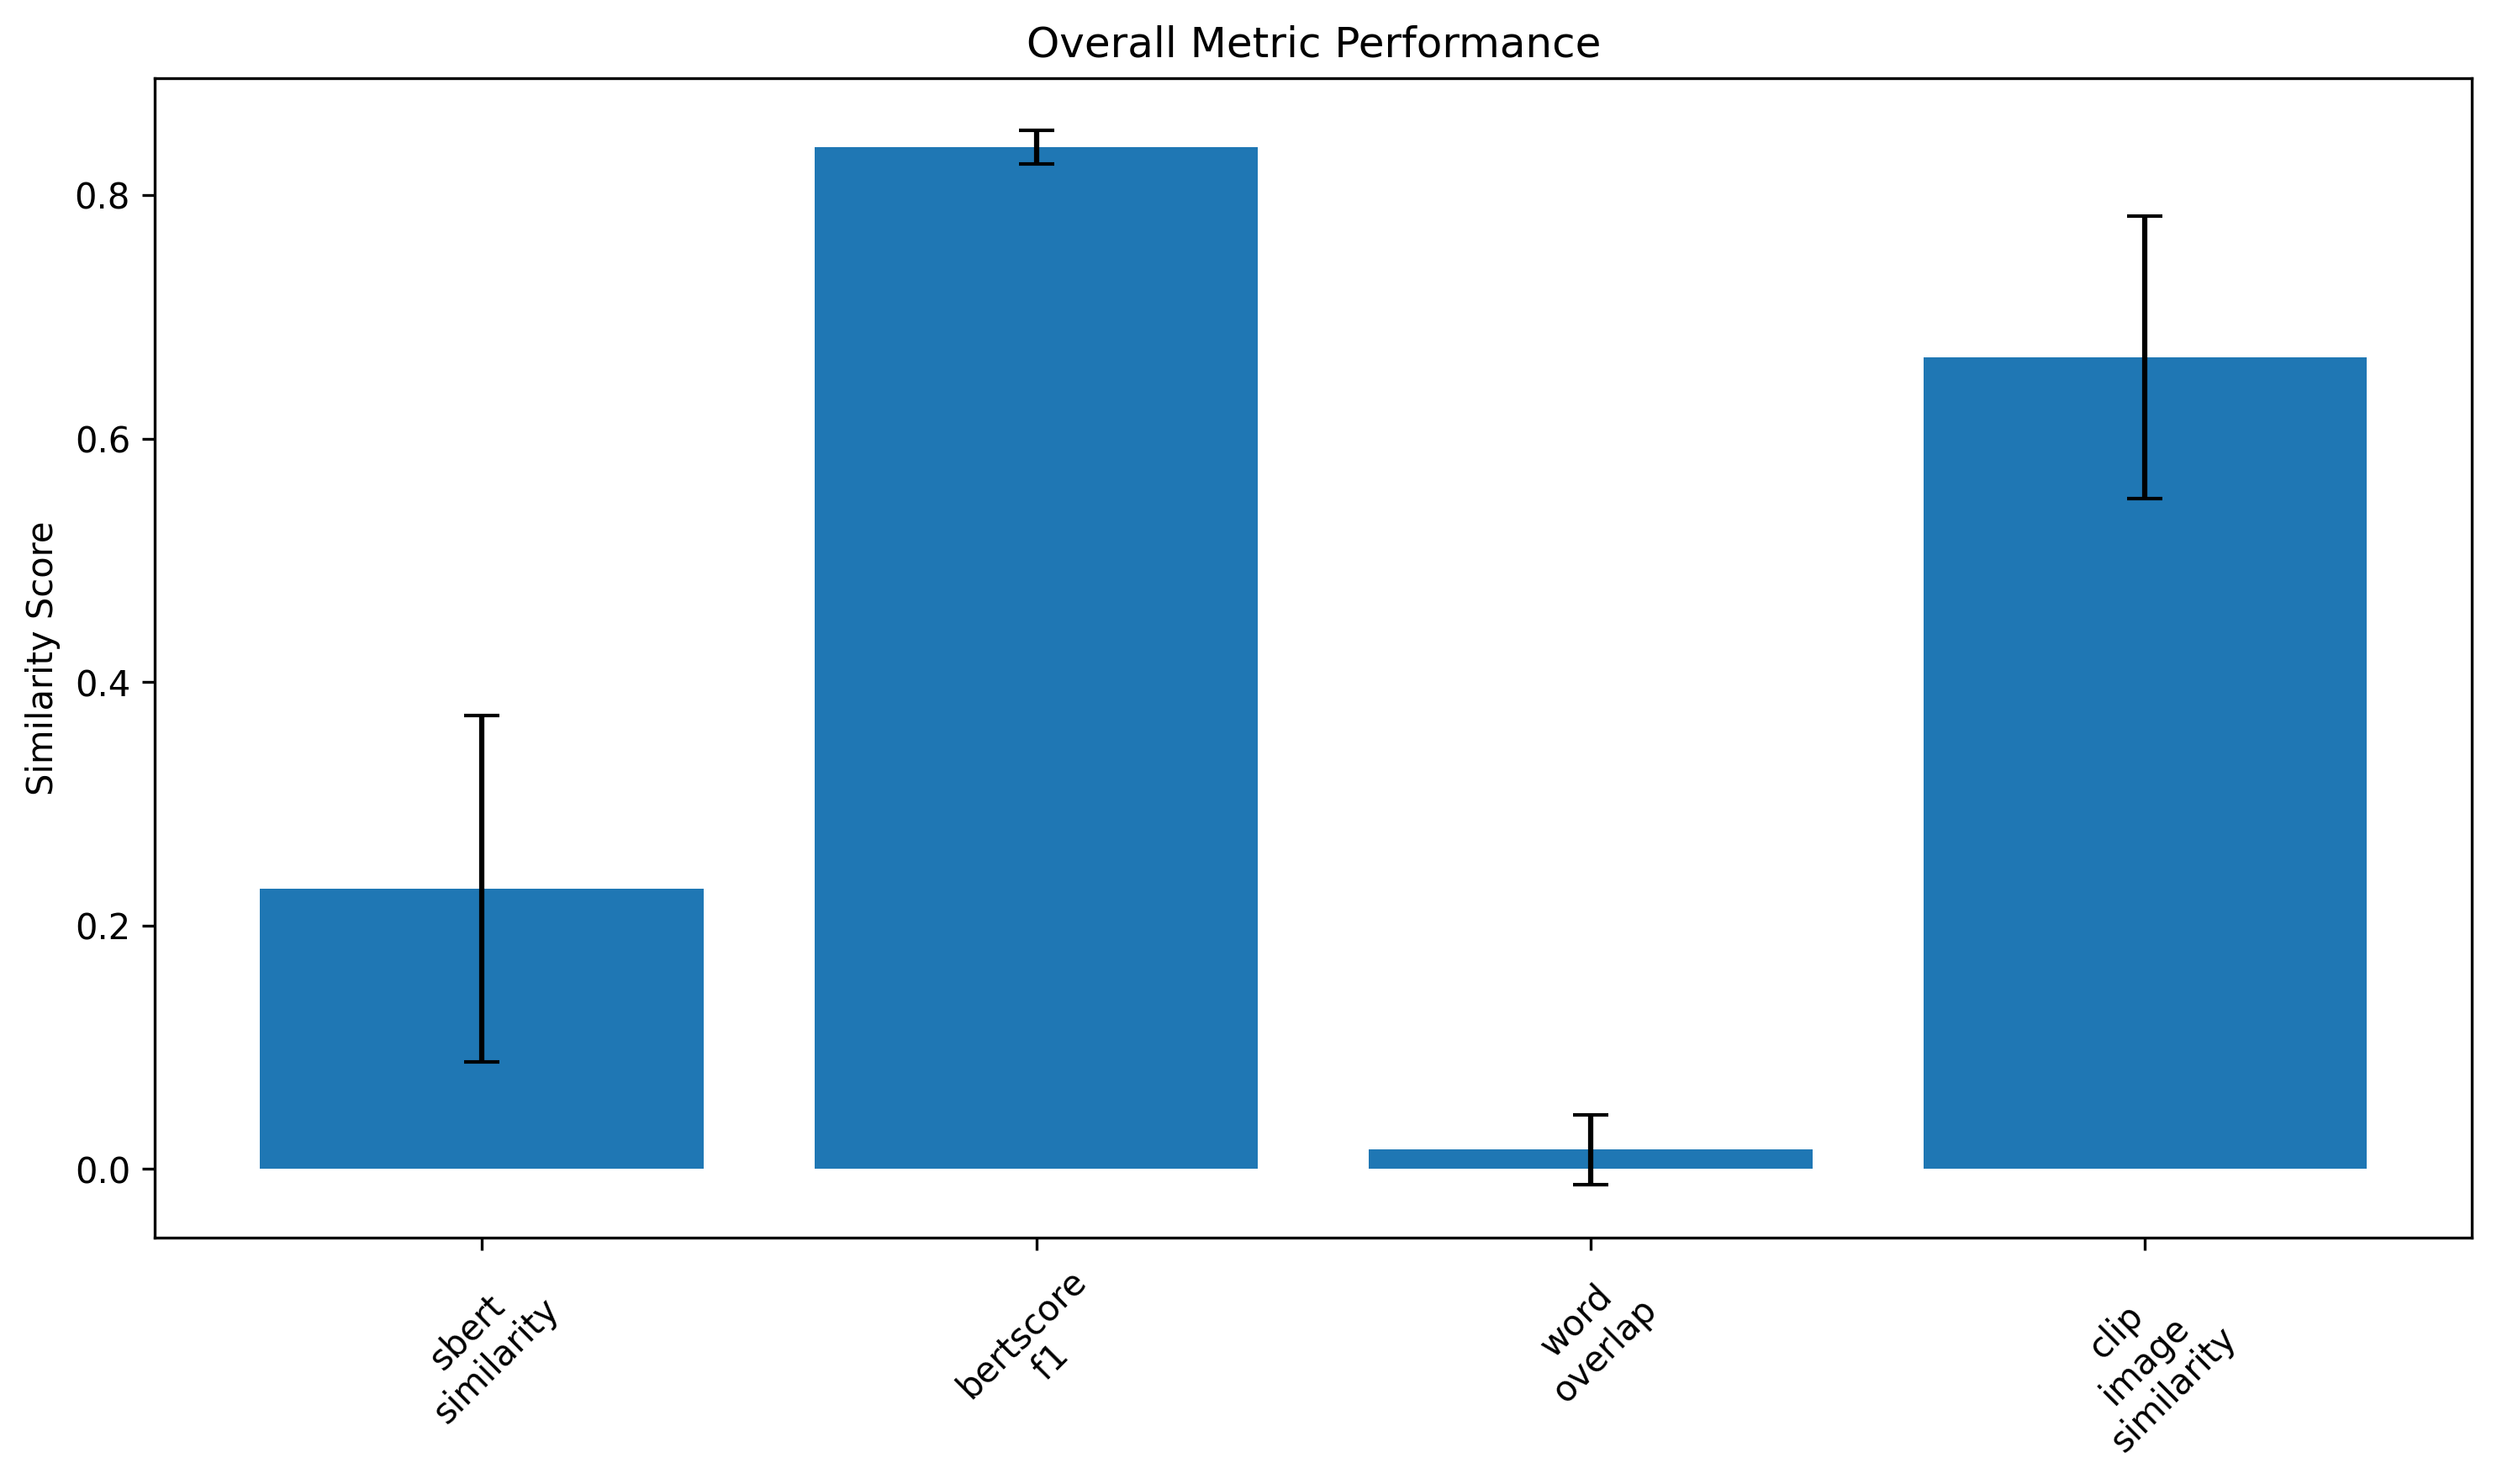 Overall Metric Performance
Similarity Score
0.8
0.6
0.4
0.2
0.0
sbert
similarity
bertscore
f1
word
overlap
clip
image
similarity